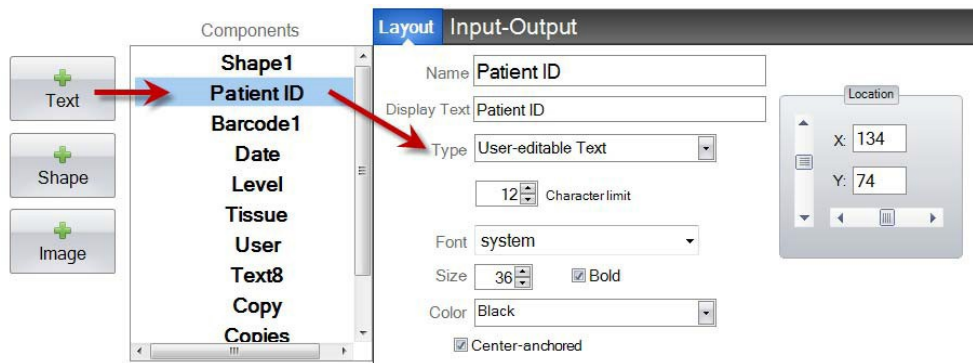 Text
Shape
Image
Components
Shape1
Patient ID
Barcode1
Date
Level
Tissue
User
Text8
Copy
Copies
Layout Input-Output
Name Patient ID
Display Text Patient ID
Type User-editable Text
12 Character limit
Font system
Size 36 Bold
Color Black
Center-anchored
Location
X: 134
Y: 74